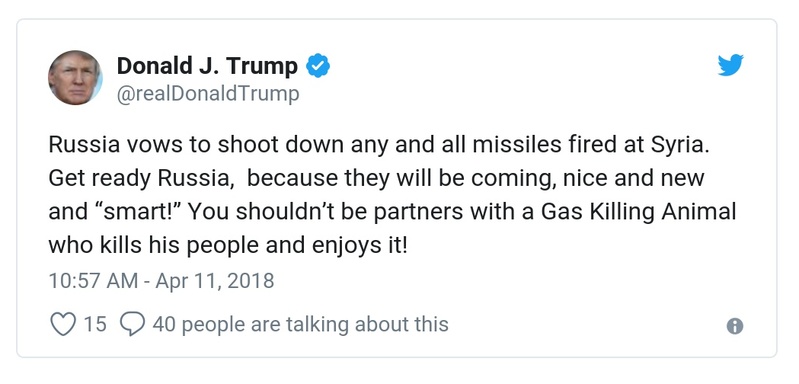 Donald J. Trump
@realDonaldTrump
Russia vows to shoot down any and all missiles fired at Syria.
Get ready Russia,  because they will be coming, nice and new
and “smart!” You shouldn’t be partners with a Gas Killing Animal
who kills his people and enjoys it!
10:57 AM - Apr 11, 2018
15 40 people are talking about this